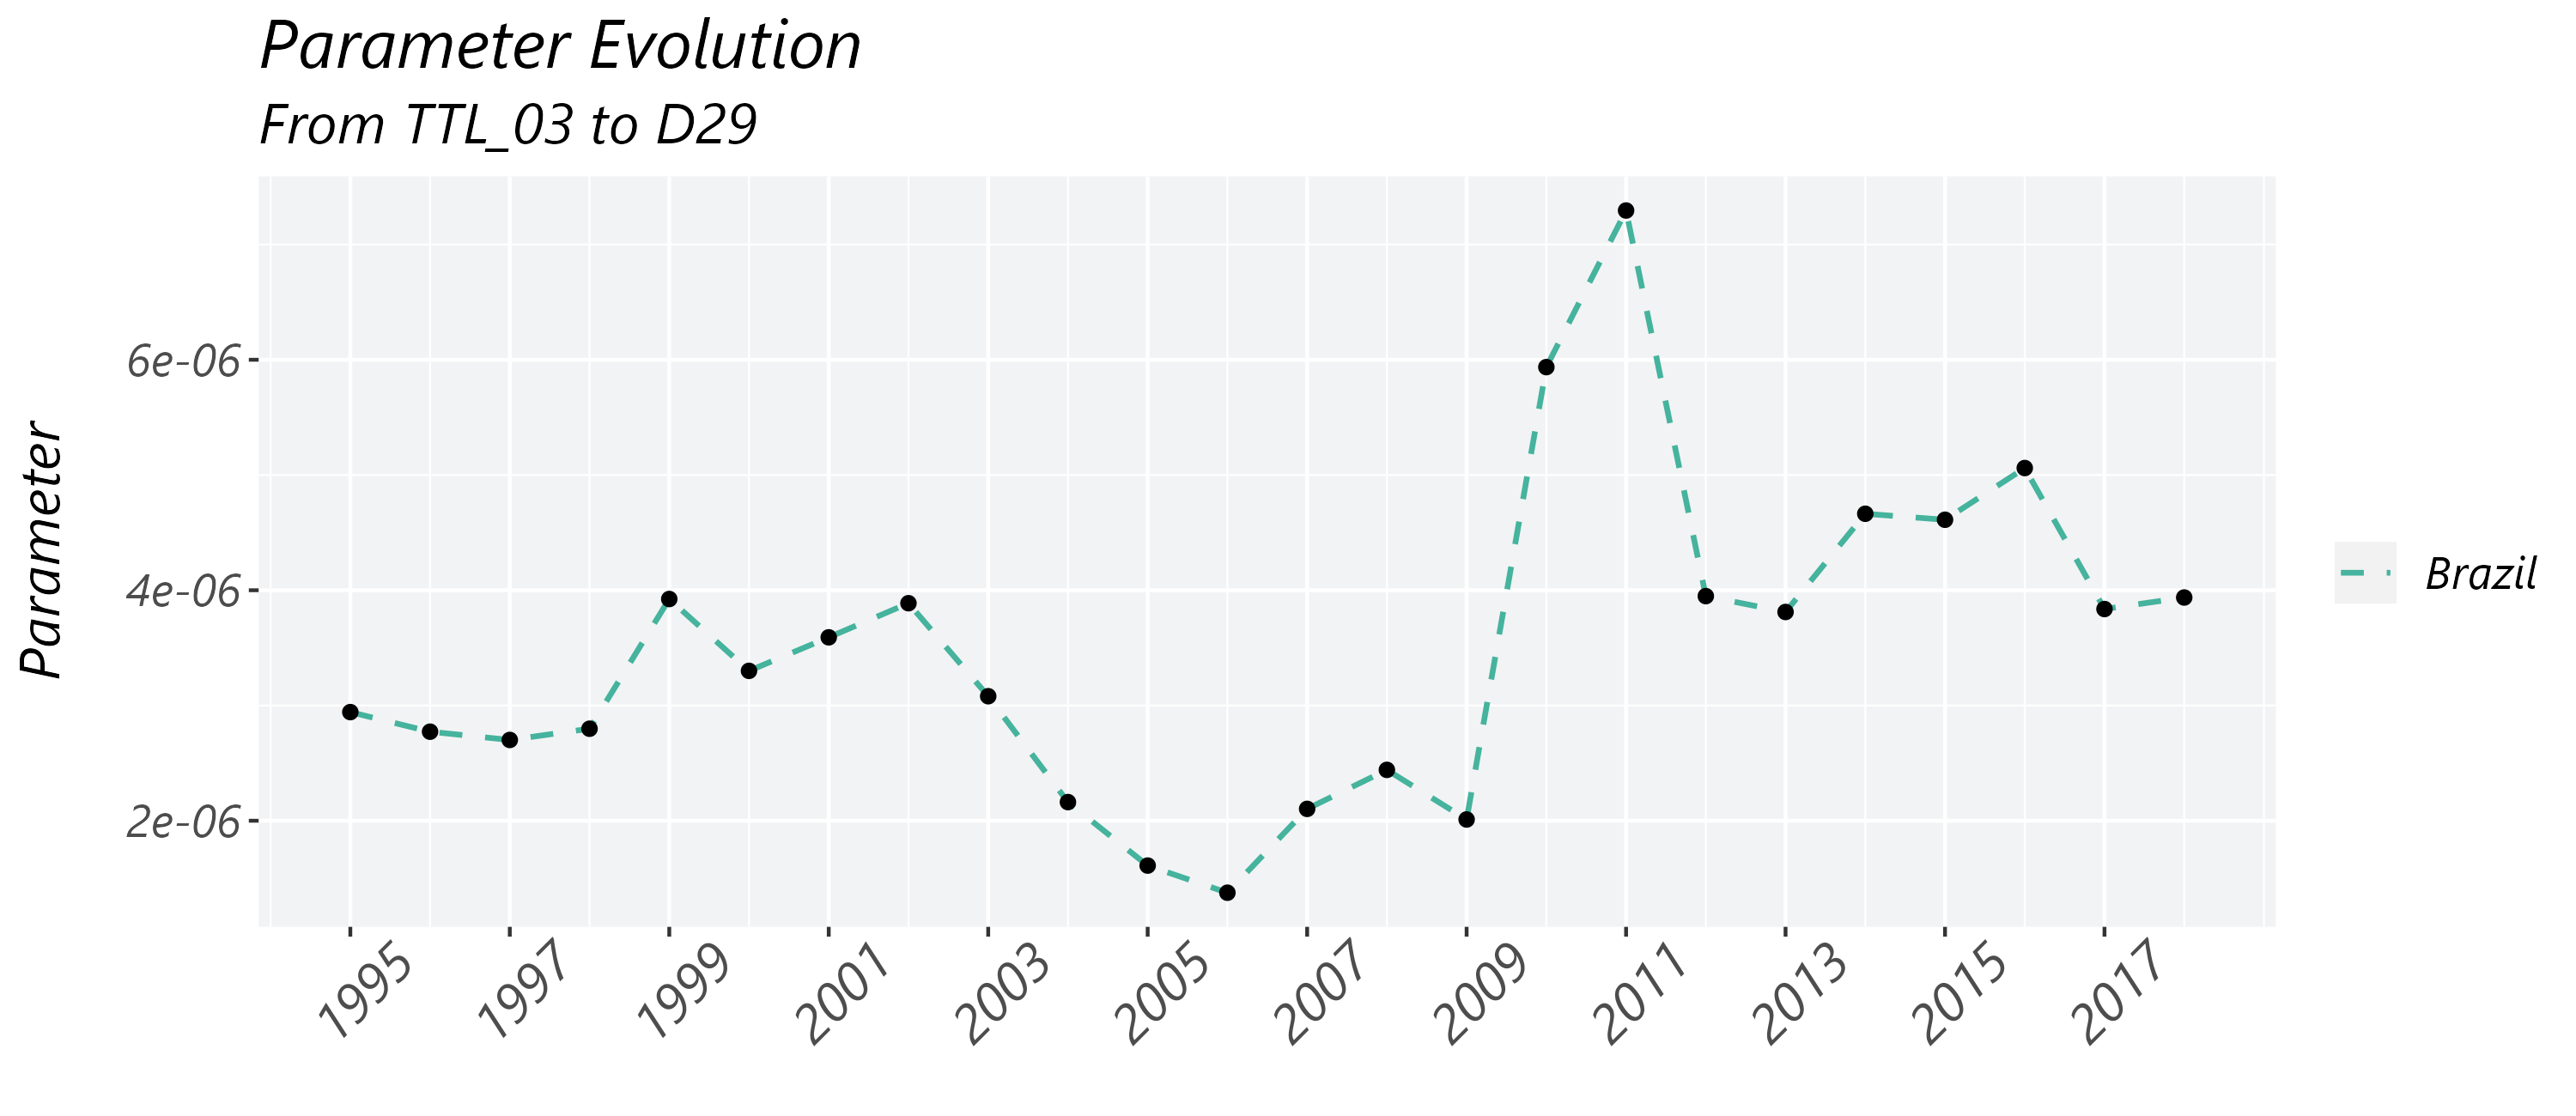 Parameter Evolution
From TTL_03 to D29
Parameter
6e-06
4e-06
2e-06
1995
1997
1999
2001
2003
2005
2007
2009
2011
2013
2015
2017
Brazil